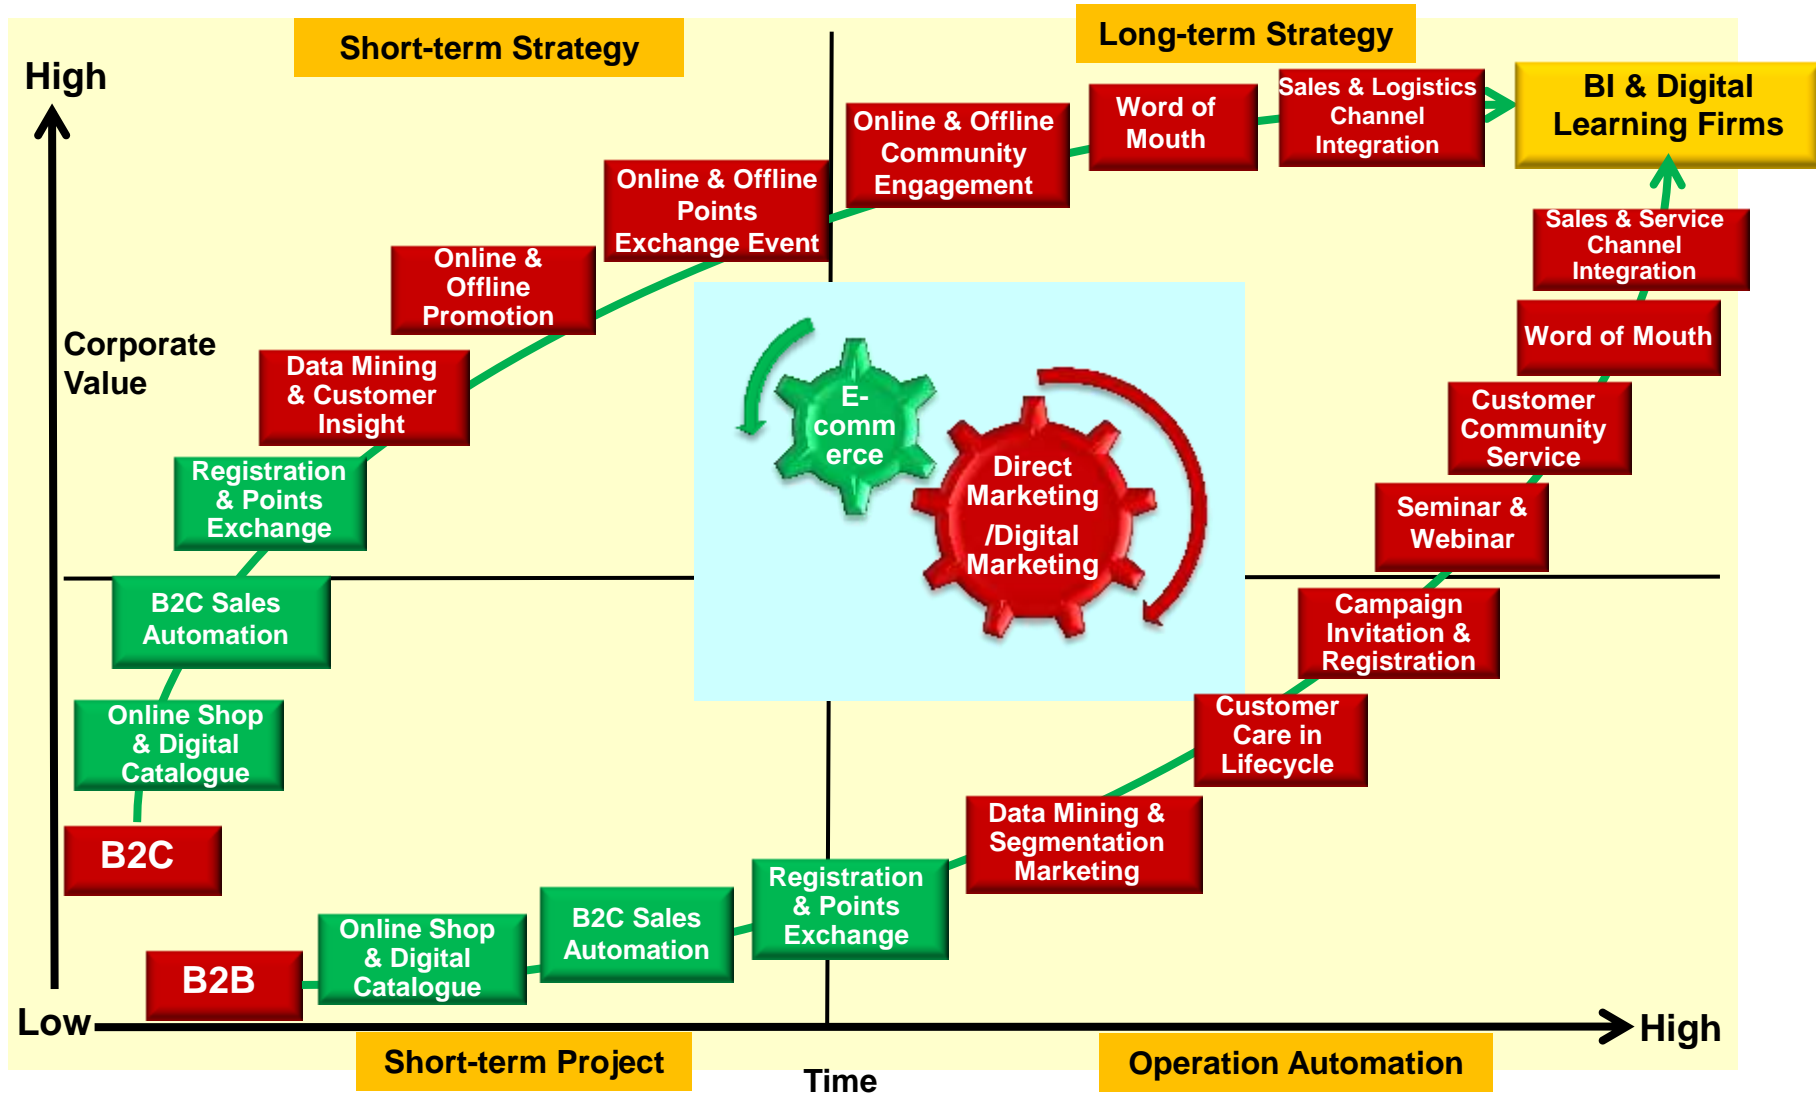 Short-term Strategy
Long-term Strategy
High
BI & Digital
Learning Firms
Sales & Logistics
Channel
Integration
Word of
Mouth
Online & Offline
Community
Engagement
Online & Offline
Points
Exchange Event
Online &
Offline
Promotion
Data Mining
& Customer
Insight
Registration
& Points
Exchange
B2C Sales
Automation
Online Shop
& Digital
Catalogue
B2C
Corporate
Value
E-
comm
erce
Direct
Marketing
/Digital
Marketing
Sales & Service
Channel
Integration
Word of Mouth
Customer
Community
Service
Seminar &
Webinar
Campaign
Invitation &
Registration
Customer
Care in
Lifecycle
Data Mining &
Segmentation
Marketing
Registration
& Points
Exchange
B2C Sales
Automation
Online Shop
& Digital
Catalogue
B2B
Low
High
Short-term Project
Time
Operation Automation